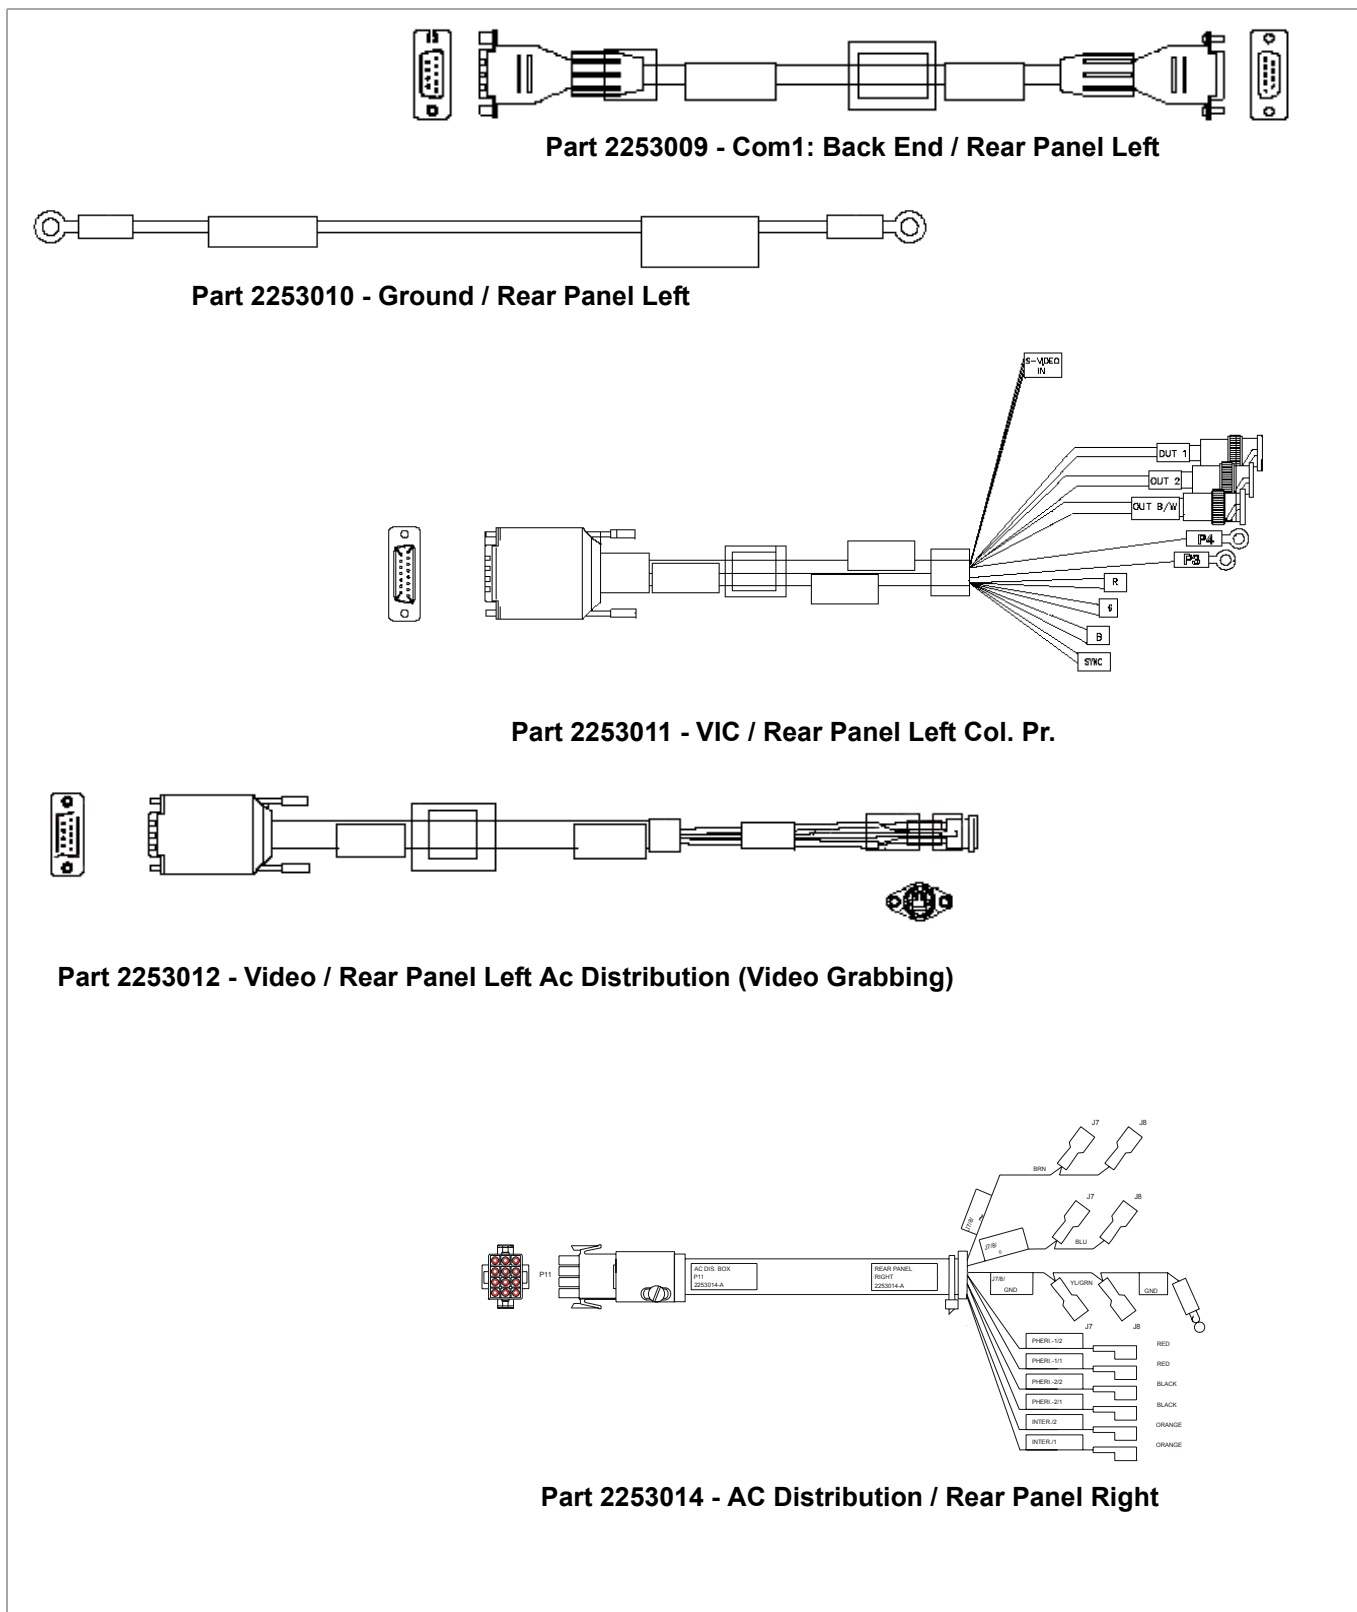 Part 2253009 - Com1: Back End / Rear Panel Left
Part 2253010 - Ground / Rear Panel Left
S-VIDEO
IN
OUT 1
OUT 2
OUT B/W
P4
P3
R
G
B
SYNC
Part 2253011 - VIC / Rear Panel Left Col. Pr.
Part 2253012 - Video / Rear Panel Left Ac Distribution (Video Grabbing)
J7
J8
BRN
J7/8/
J7
J8
J7/8/
0
BLU
P11
AC DIS. BOX
P11
2253014-A
REAR PANEL
RIGHT
2253014-A
J7/8/
GND
YL/GRN
GND
J7
J8
PHERI.-1/2
RED
PHERI.-1/1
RED
PHERI.-2/2
BLACK
PHERI.-2/1
BLACK
INTER./2
ORANGE
INTER./1
ORANGE
Part 2253014 - AC Distribution / Rear Panel Right